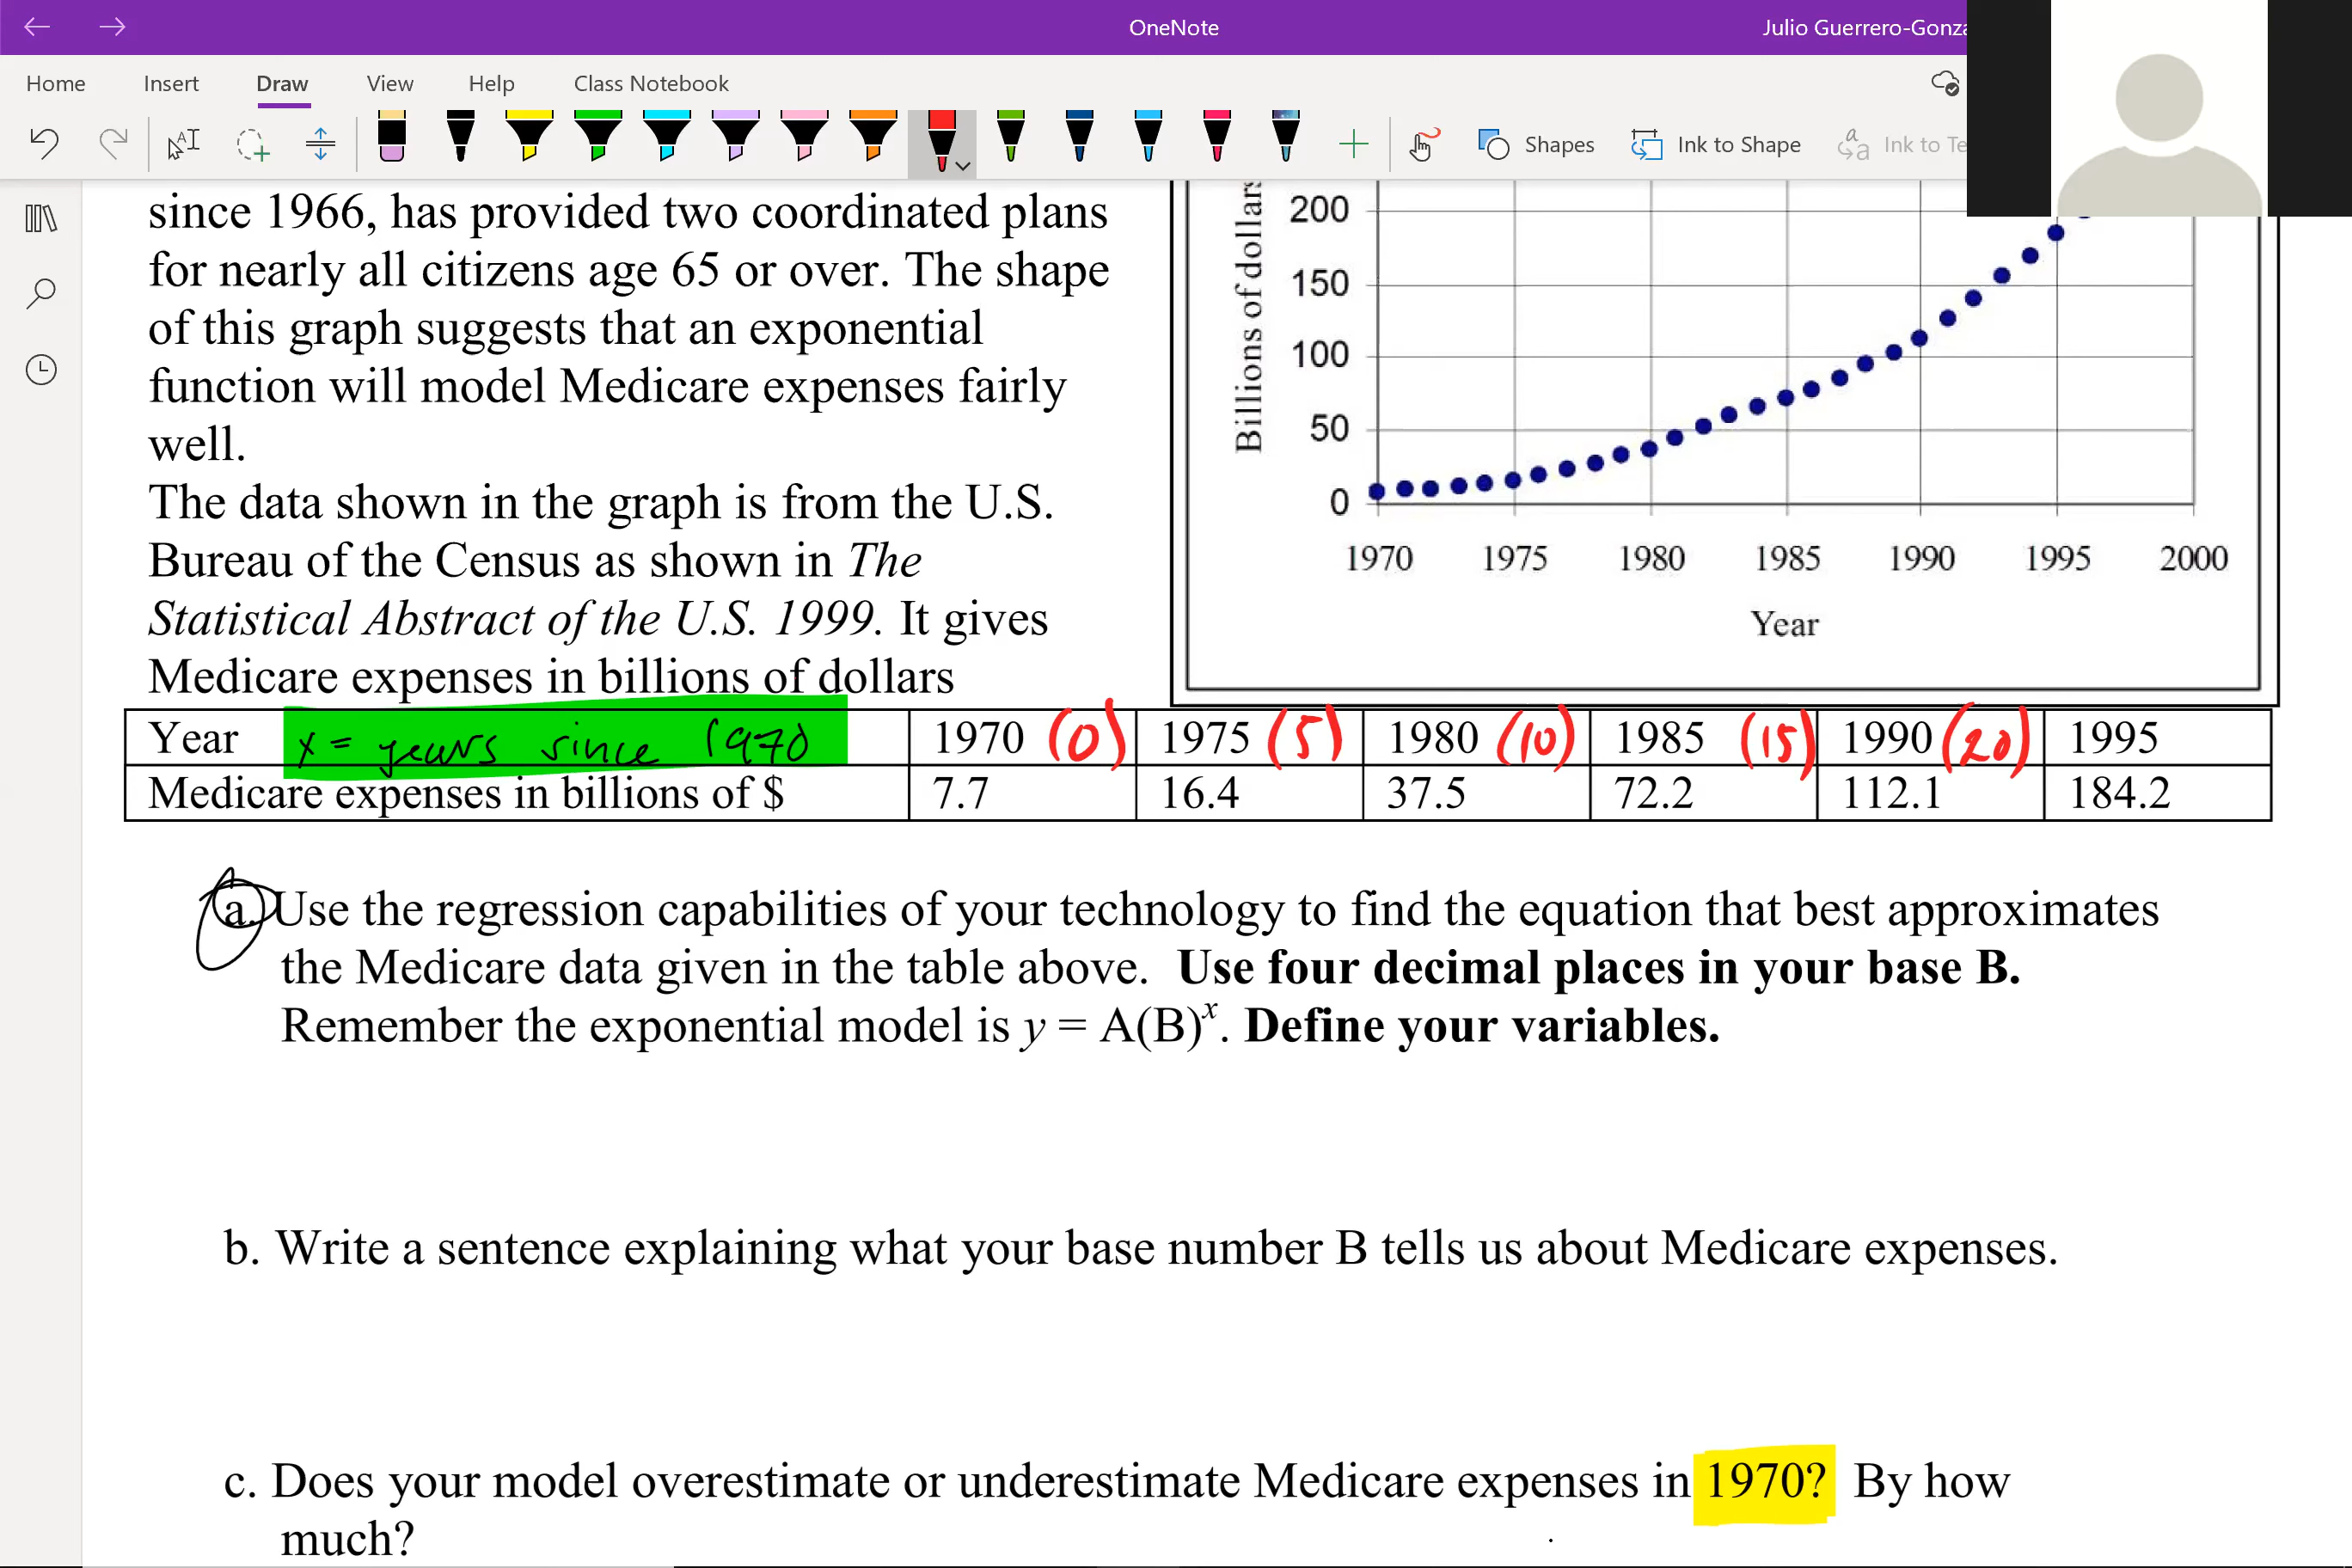 OneNote
Julio Guerrero-Gonza
Home Insert Draw View Help Class Notebook
Shapes Ink to Shape Ink to Te
since 1966, has provided two coordinated plans
for nearly all citizens age 65 or over. The shape
of this graph suggests that an exponential
function will model Medicare expenses fairly
well.
The data shown in the graph is from the U.S.
Bureau of the Census as shown in The
Statistical Abstract of the U.S. 1999. It gives
Medicare expenses in billions of dollars
Billions of dollars
200
150
100
50
0
1970 1975 1980 1985 1990 1995 2000
Year
Year x = years since 1970 1970 (0) 1975 (5) 1980 (10) 1985 (15) 1990 (20) 1995
Medicare expenses in billions of $ 7.7 16.4 37.5 72.2 112.1 184.2
a. Use the regression capabilities of your technology to find the equation that best approximates
the Medicare data given in the table above. Use four decimal places in your base B.
Remember the exponential model is y = A(B)ˣ. Define your variables.
b. Write a sentence explaining what your base number B tells us about Medicare expenses.
c. Does your model overestimate or underestimate Medicare expenses in 1970? By how
much?